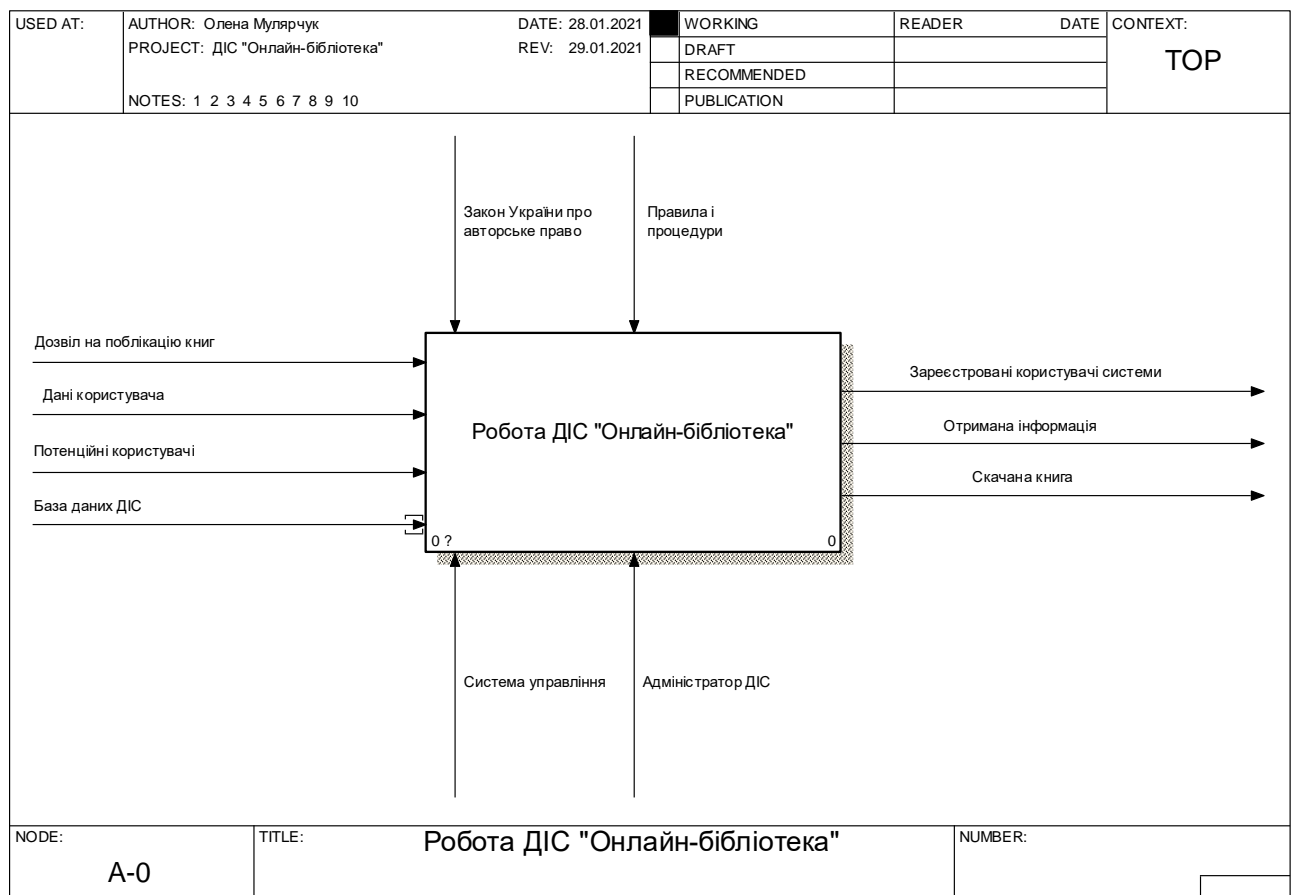 USED AT:
AUTHOR: Олена Мулярчук
DATE: 28.01.2021
PROJECT: ДІС "Онлайн-бібліотека"
REV: 29.01.2021
NOTES: 1 2 3 4 5 6 7 8 9 10
WORKING
DRAFT
RECOMMENDED
PUBLICATION
READER DATE
CONTEXT:
TOP
Закон України про
авторське право
Правила і
процедури
Дозвіл на поблікацію книг
Дані користувача
Потенційні користувачі
База даних ДІС
Робота ДІС "Онлайн-бібліотека"
0 ?
0
Зареєстровані користувачі системи
Отримана інформація
Скачана книга
Система управління
Адміністратор ДІС
NODE:
A-0
TITLE:
Робота ДІС "Онлайн-бібліотека"
NUMBER: